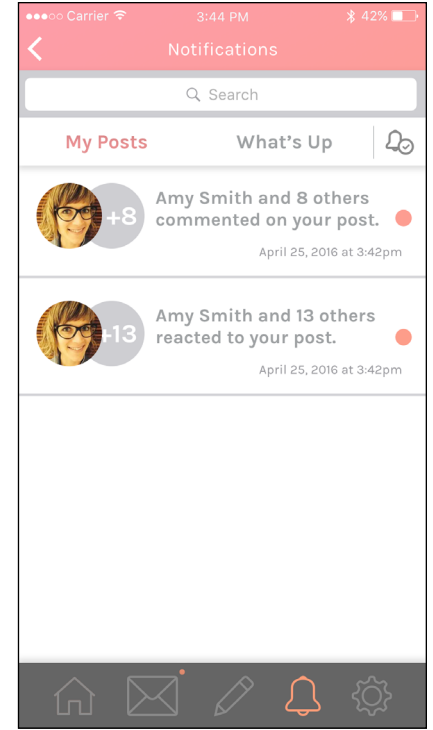 Carrier 3:44 PM 42%
Notifications
Search
My Posts What's Up
+8
Amy Smith and 8 others
commented on your post.
April 25, 2016 at 3:42pm
+13
Amy Smith and 13 others
reacted to your post.
April 25, 2016 at 3:42pm